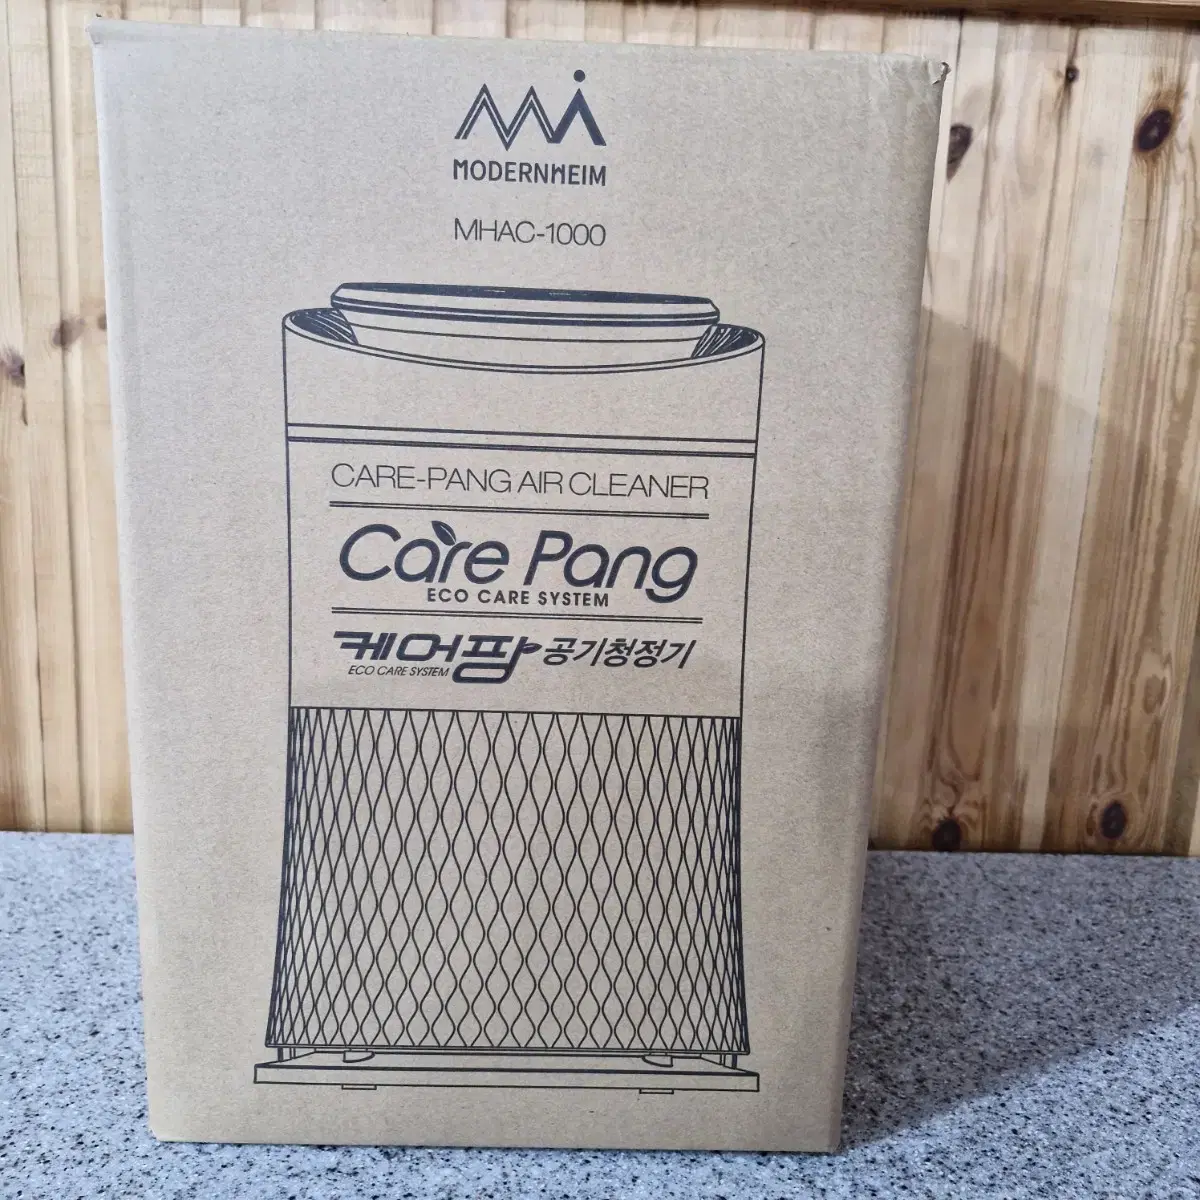 MODERNHEIM
MHAC-1000
CARE-PANG AIR CLEANER
Care Pang
ECO CARE SYSTEM
케어팡 공기청정기
ECO CARE SYSTEM